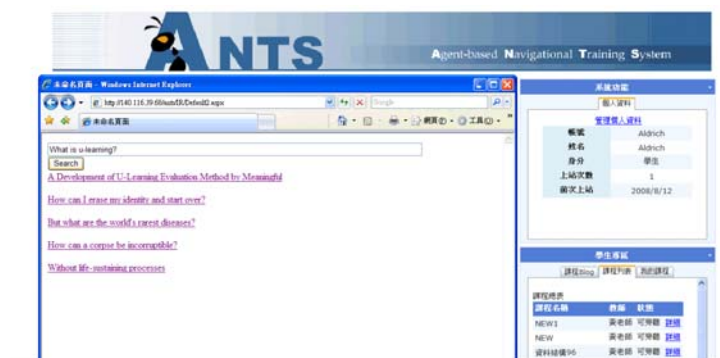 ANTS
Agent-based Navigational Training System
未命名頁面 - Windows Internet Explorer
http://140.116.39.60/AntsIR/Default2.aspx
Google
未命名頁面
網頁(P)
工具(O)
What is u-learning?
Search
A Development of U-Learning Evaluation Method by Meaningful
How can I erase my identity and start over?
But what are the world's rarest diseases?
How can a corpse be incorruptible?
Without life-sustaining processes
系統功能
個人資料
管理個人資料
帳號 Aldrich
姓名 Aldrich
身分 學生
上站次數 1
前次上站 2008/8/12
學生專區
課程Blog 課程列表 我的課程
課程總表
課程名稱 教師 狀態
NEW1 黃老師 可旁聽 詳細
NEW 黃老師 可旁聽 詳細
資料結構96 黃老師 可旁聽 詳細